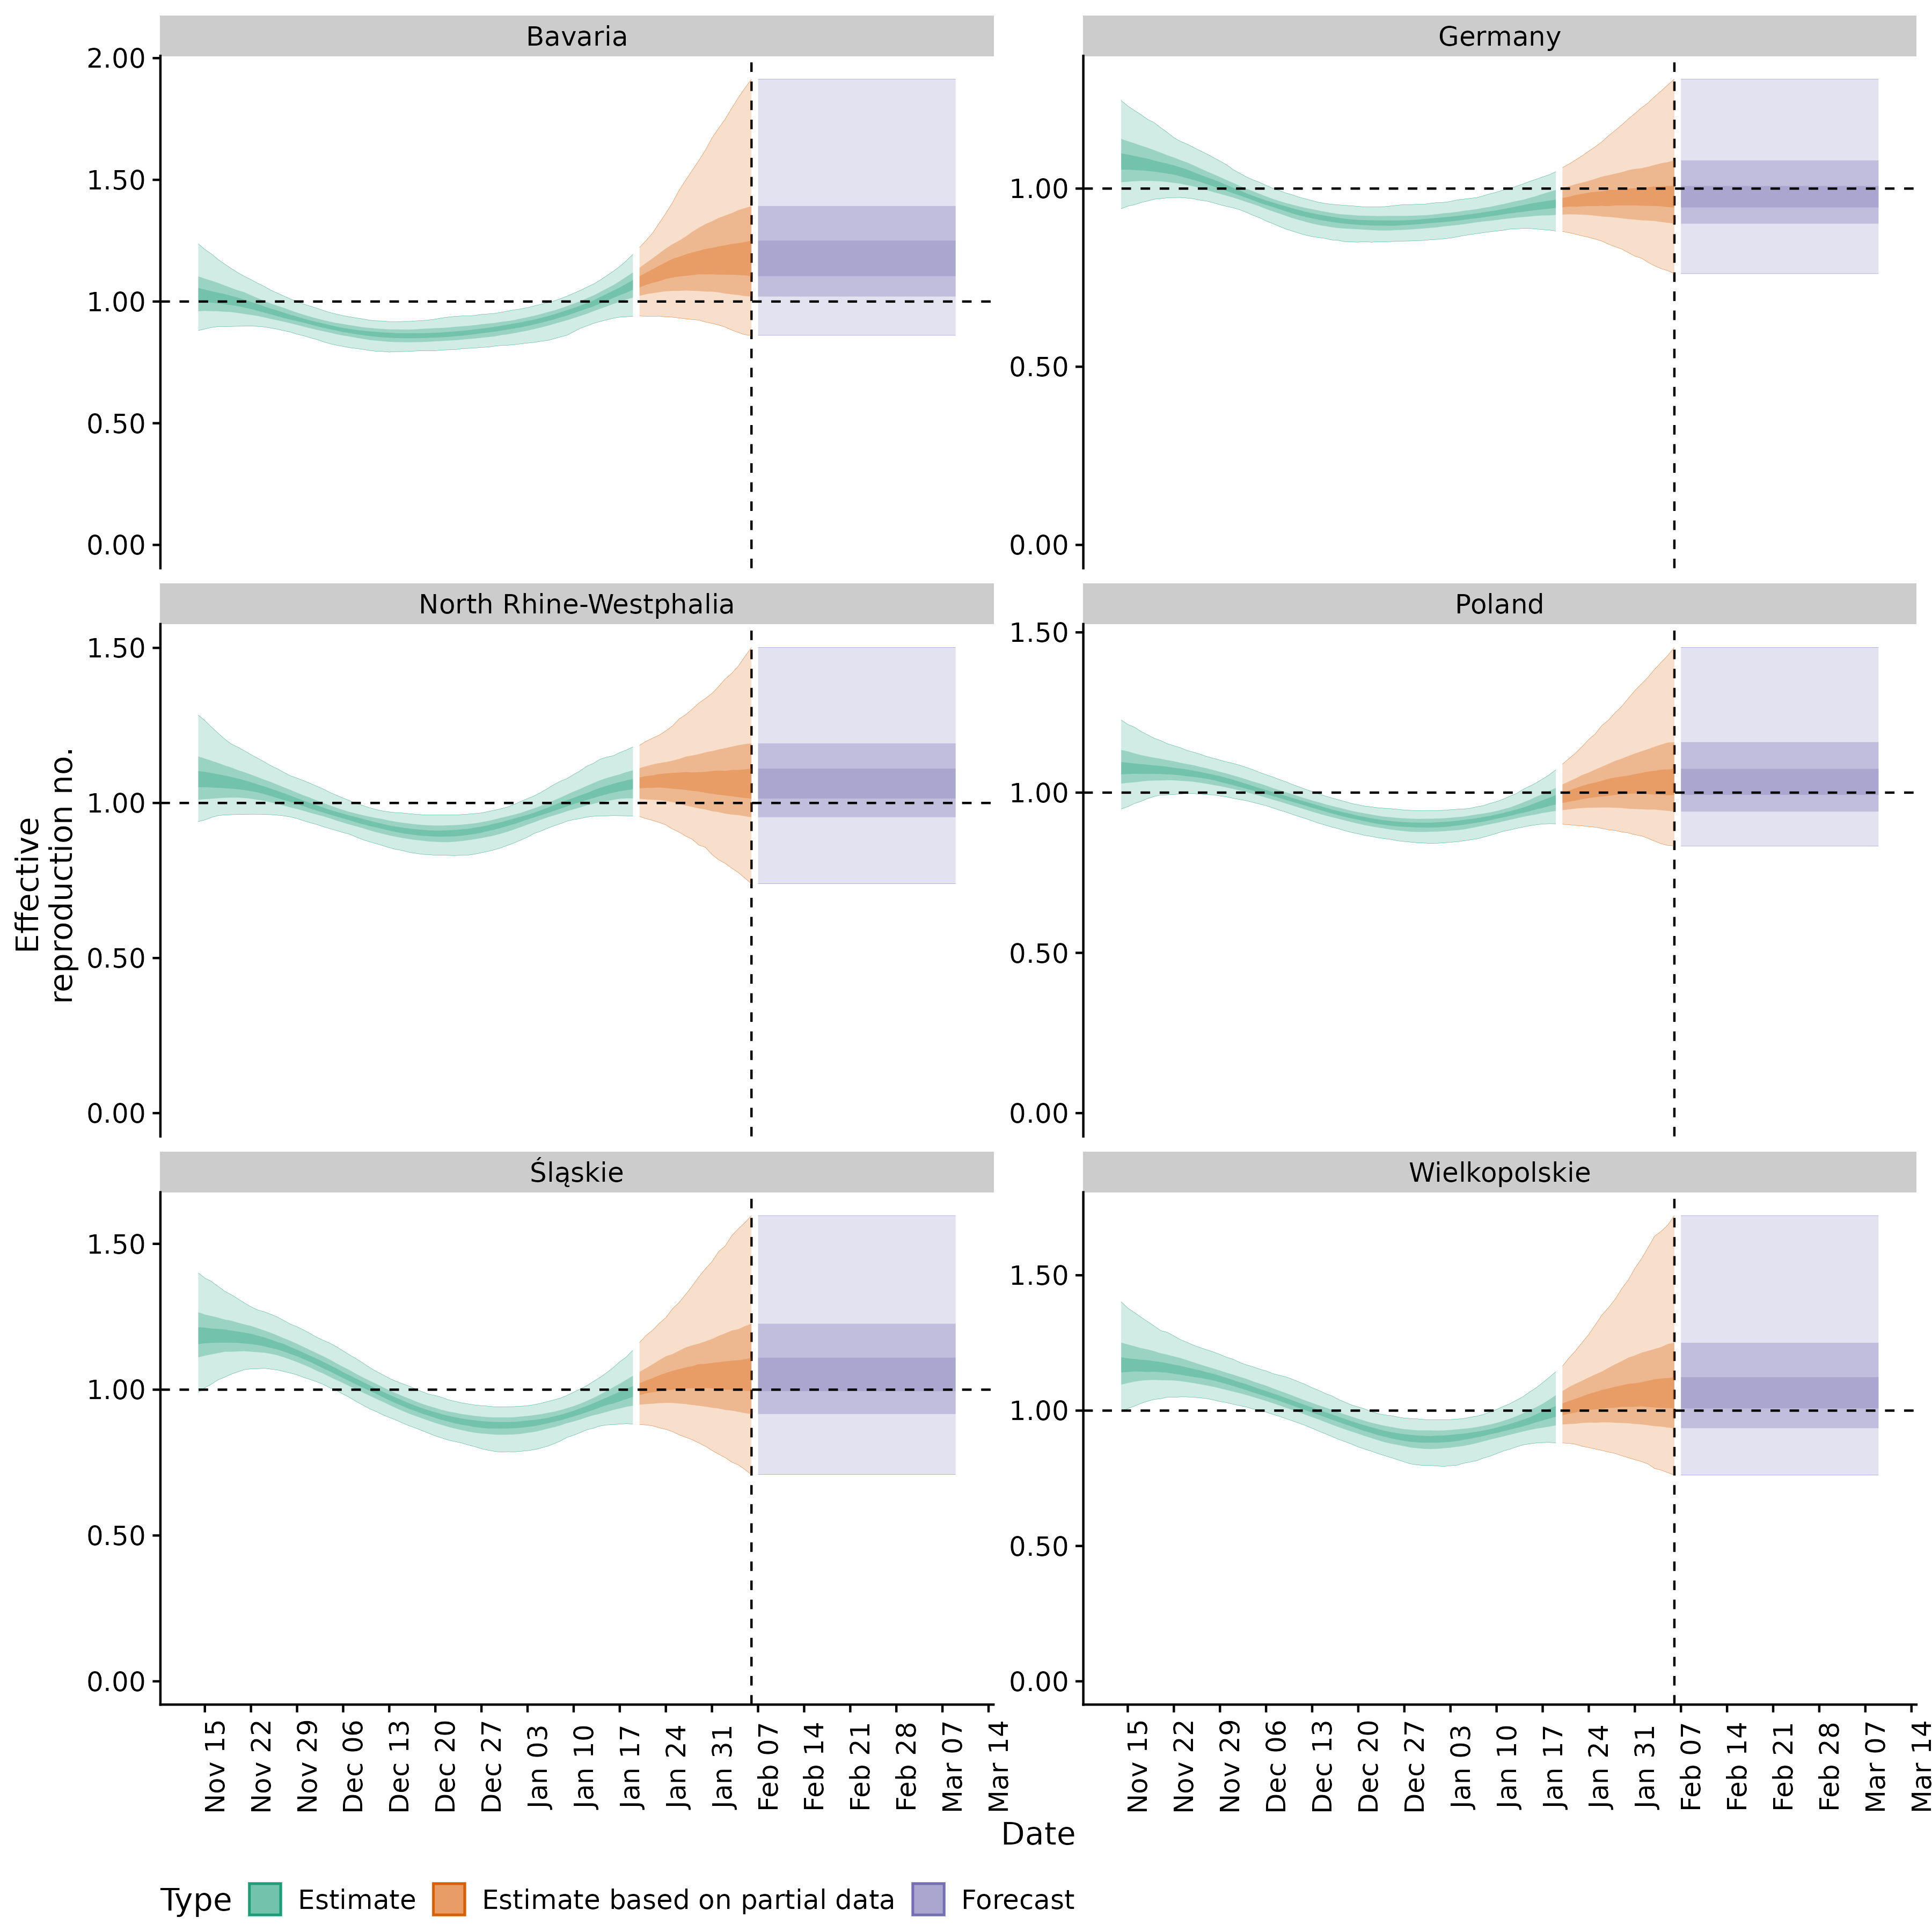 Bavaria
Germany
2.00
1.50
1.00
0.50
0.00
1.00
0.50
0.00
North Rhine-Westphalia
Poland
1.50
1.00
0.50
0.00
1.50
1.00
0.50
0.00
Śląskie
Wielkopolskie
1.50
1.00
0.50
0.00
1.50
1.00
0.50
0.00
Effective
reproduction no.
Nov 15
Nov 22
Nov 29
Dec 06
Dec 13
Dec 20
Dec 27
Jan 03
Jan 10
Jan 17
Jan 24
Jan 31
Feb 07
Feb 14
Feb 21
Feb 28
Mar 07
Mar 14
Nov 15
Nov 22
Nov 29
Dec 06
Dec 13
Dec 20
Dec 27
Jan 03
Jan 10
Jan 17
Jan 24
Jan 31
Feb 07
Feb 14
Feb 21
Feb 28
Mar 07
Mar 14
Date
Type Estimate Estimate based on partial data Forecast